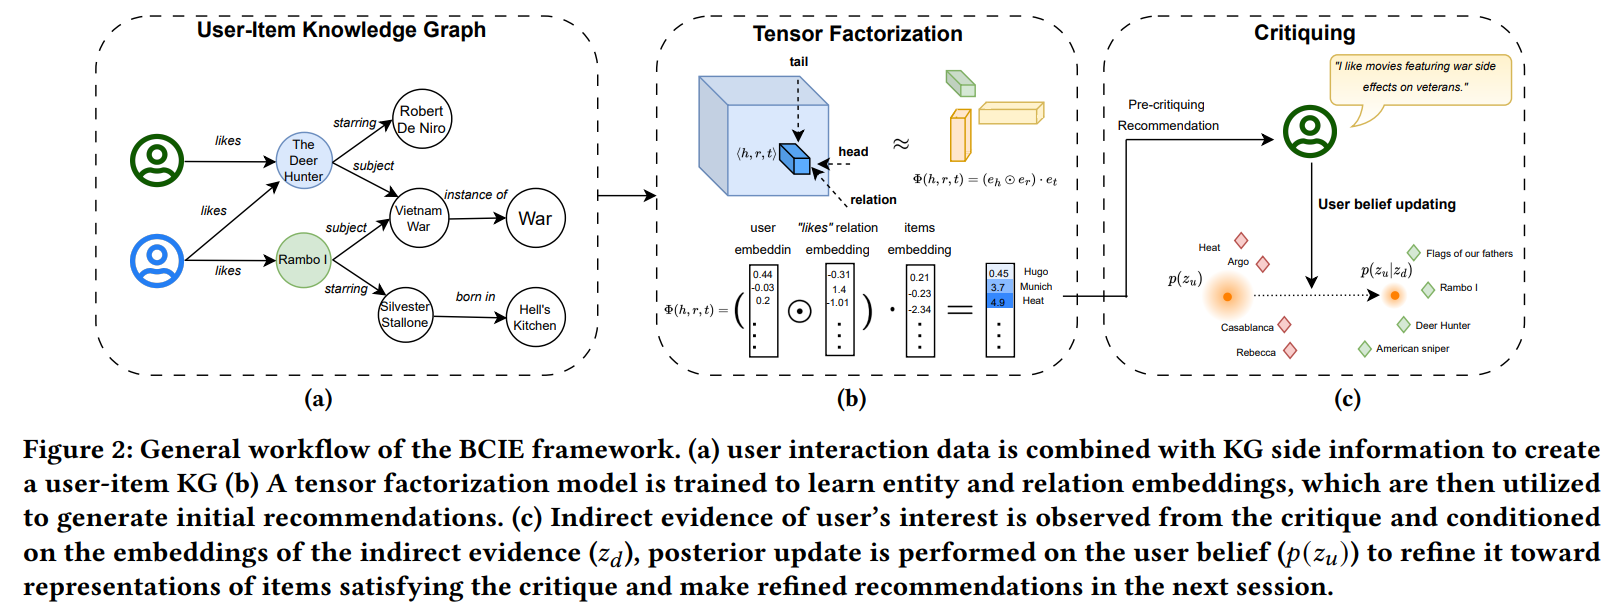 User-Item Knowledge Graph
likes
likes
likes
The
Deer
Hunter
starring
subject
Robert
De Niro
Vietnam
War
instance of
War
Rambo I
subject
starring
Silvester
Stallone
born in
Hell's
Kitchen
(a)
Tensor Factorization
tail
⟨h, r, t⟩
head
relation
≈
Φ(h, r, t) = (e_h ⊙ e_r) · e_t
user
embeddin
"likes" relation
embedding
items
embedding
Φ(h, r, t) = (
0.44
-0.03
0.2
⊙
-0.31
1.4
-1.01
)
·
0.21
-0.23
-2.34
=
0.45 Hugo
3.7 Munich
4.9 Heat
(b)
Critiquing
Pre-critiquing
Recommendation
"I like movies featuring war side
effects on veterans."
User belief updating
Heat
Argo
p(z_u)
Casablanca
Rebecca
p(z_u|z_d)
Flags of our fathers
Rambo I
Deer Hunter
American sniper
(c)
Figure 2: General workflow of the BCIE framework. (a) user interaction data is combined with KG side information to create
a user-item KG (b) A tensor factorization model is trained to learn entity and relation embeddings, which are then utilized
to generate initial recommendations. (c) Indirect evidence of user's interest is observed from the critique and conditioned
on the embeddings of the indirect evidence (z_d), posterior update is performed on the user belief (p(z_u)) to refine it toward
representations of items satisfying the critique and make refined recommendations in the next session.